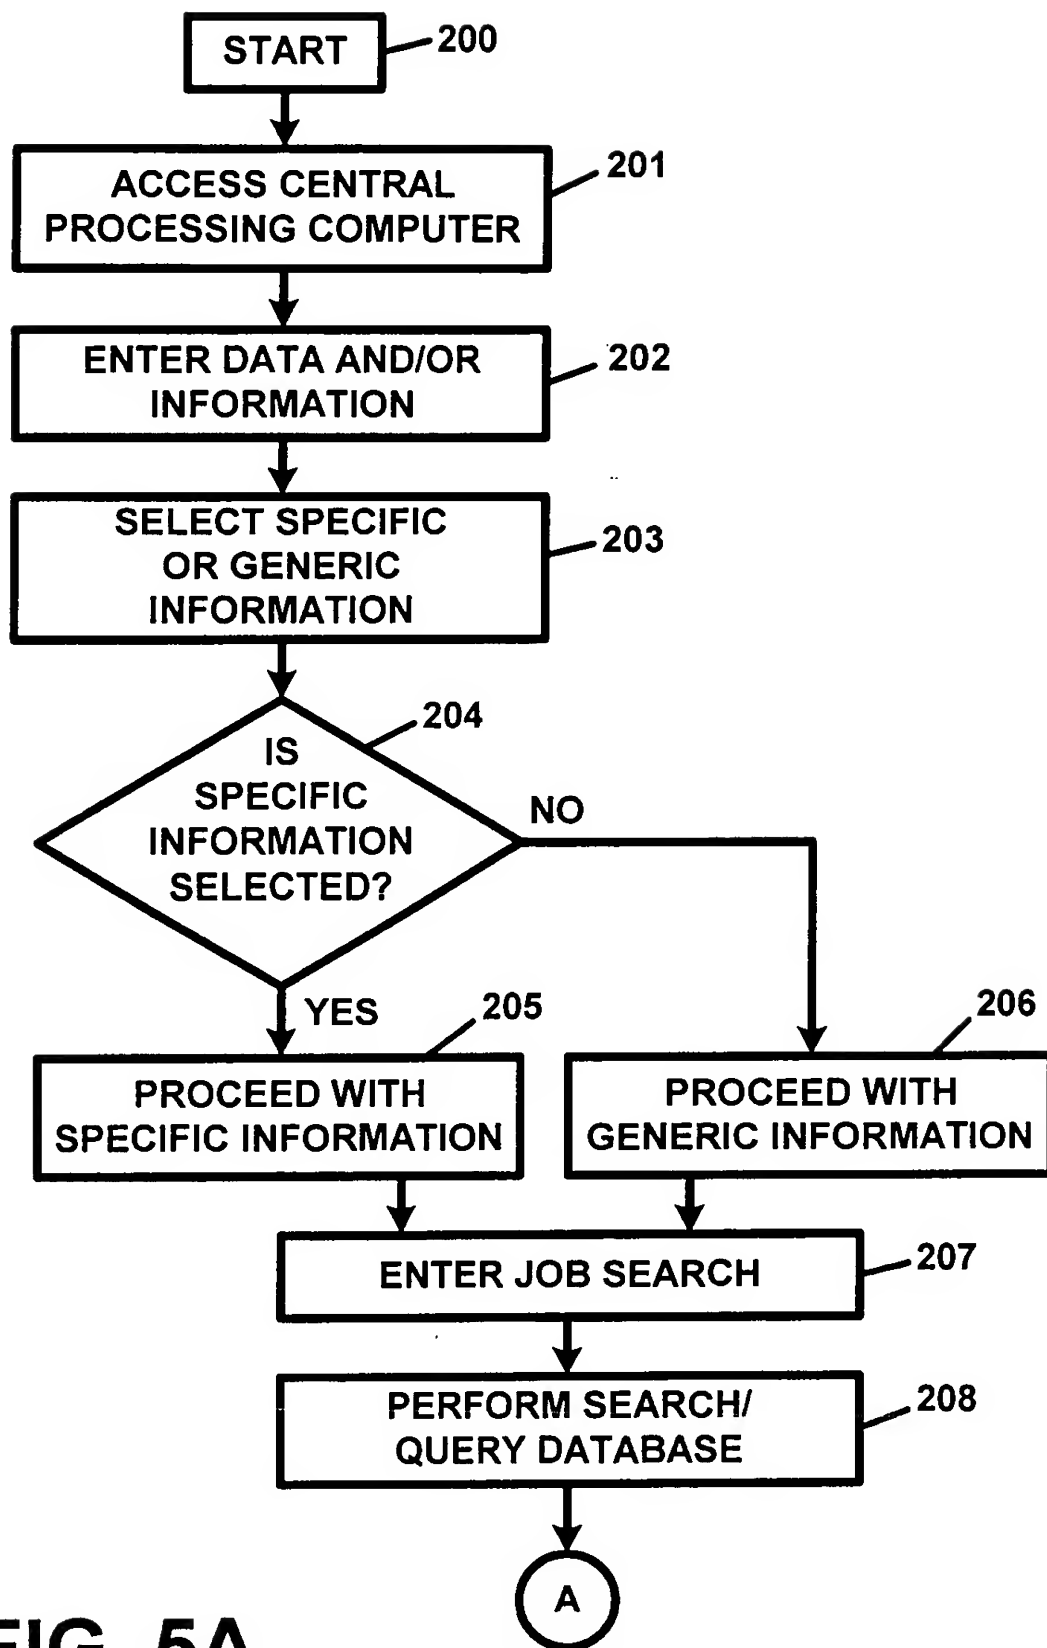 START
200
ACCESS CENTRAL
PROCESSING COMPUTER
201
ENTER DATA AND/OR
INFORMATION
202
SELECT SPECIFIC
OR GENERIC
INFORMATION
203
204
IS
SPECIFIC
INFORMATION
SELECTED?
NO
YES
205
206
PROCEED WITH
SPECIFIC INFORMATION
PROCEED WITH
GENERIC INFORMATION
ENTER JOB SEARCH
207
PERFORM SEARCH/
QUERY DATABASE
208
A
FIG. 5A